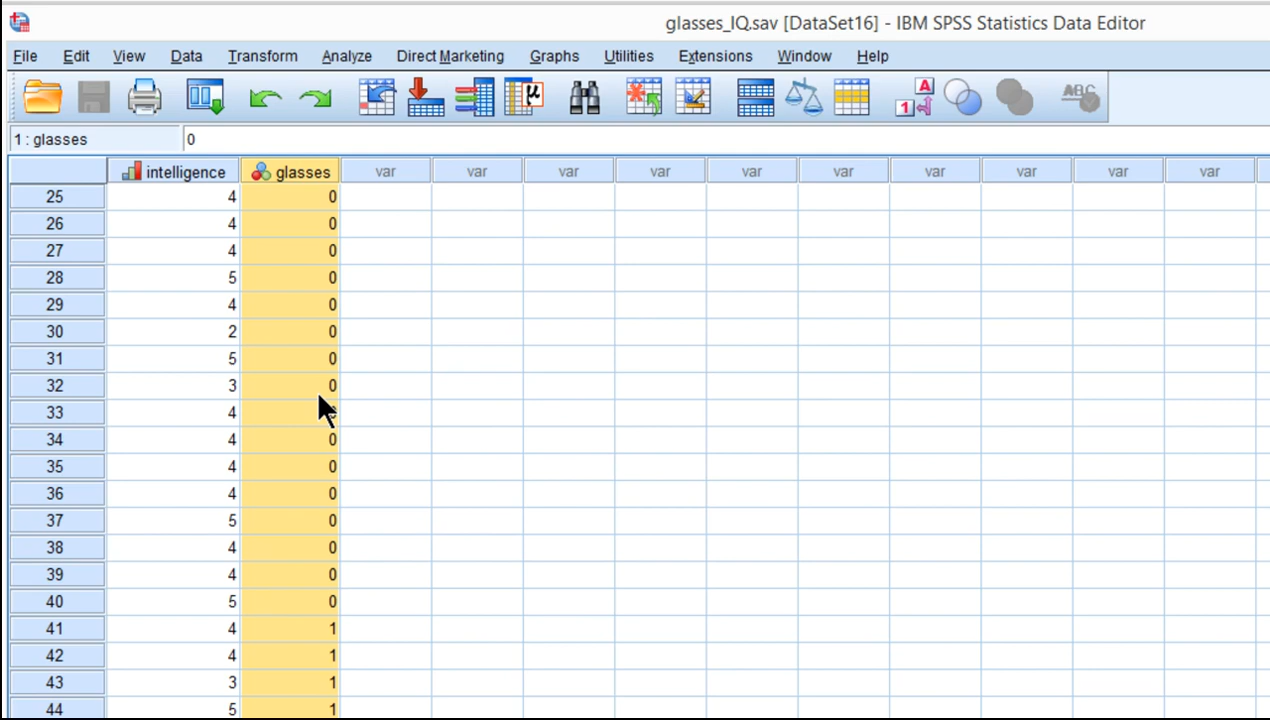 glasses_IQ.sav [DataSet16] - IBM SPSS Statistics Data Editor
File Edit View Data Transform Analyze Direct Marketing Graphs Utilities Extensions Window Help
μ A 1 ABC
1 : glasses 0
intelligence glasses var var var var var var var var var var
25 4 0
26 4 0
27 4 0
28 5 0
29 4 0
30 2 0
31 5 0
32 3 0
33 4
34 4 0
35 4 0
36 4 0
37 5 0
38 4 0
39 4 0
40 5 0
41 4 1
42 4 1
43 3 1
44 5 1